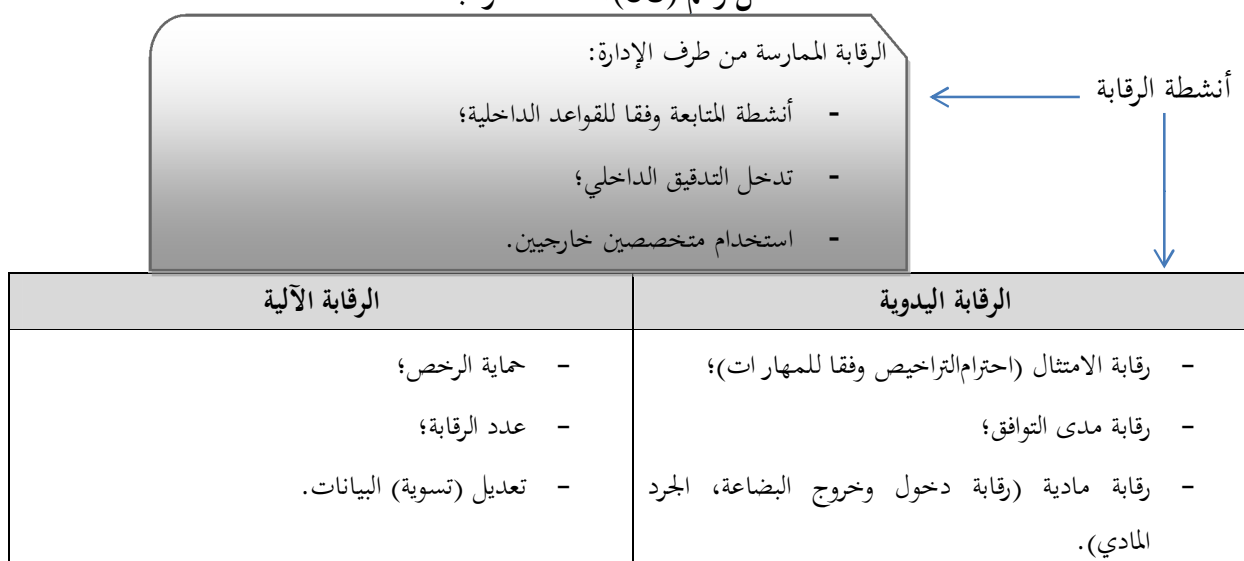 الرقابة الممارسة من طرف الإدارة:
أنشطة الرقابة
- أنشطة المتابعة وفقا للقواعد الداخلية؛
- تدخل التدقيق الداخلي؛
- استخدام متخصصين خارجيين.
الرقابة اليدوية
الرقابة الآلية
- رقابة الامتثال (احترامالتراخيص وفقا للمهار ات)؛
- رقابة مدى التوافق؛
- رقابة مادية (رقابة دخول وخروج البضاعة، الجرد
المادي).
- حماية الرخص؛
- عدد الرقابة؛
- تعديل (تسوية) البيانات.